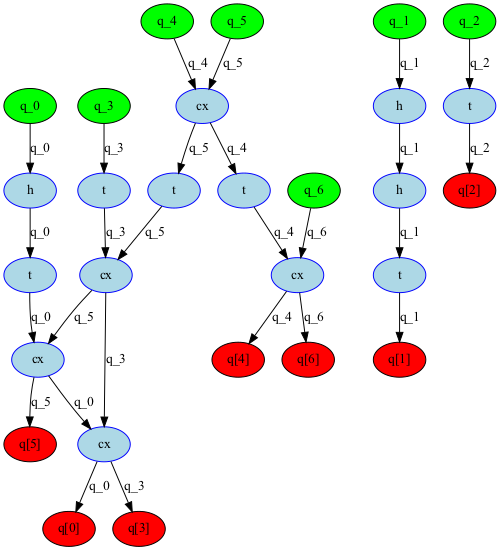 q_4 q_5 q_1 q_2
q_4 q_5 q_1 q_2
q_0 q_3 cx h t
q_0 q_3 q_5 q_4 q_1 q_2
h t t t q_6 h q[2]
q_0 q_3 q_5 q_4 q_6 q_1
t cx cx t
q_0 q_5 q_3 q_4 q_6 q_1
cx q[4] q[6] q[1]
q_5 q_0
q[5] cx
q_0 q_3
q[0] q[3]